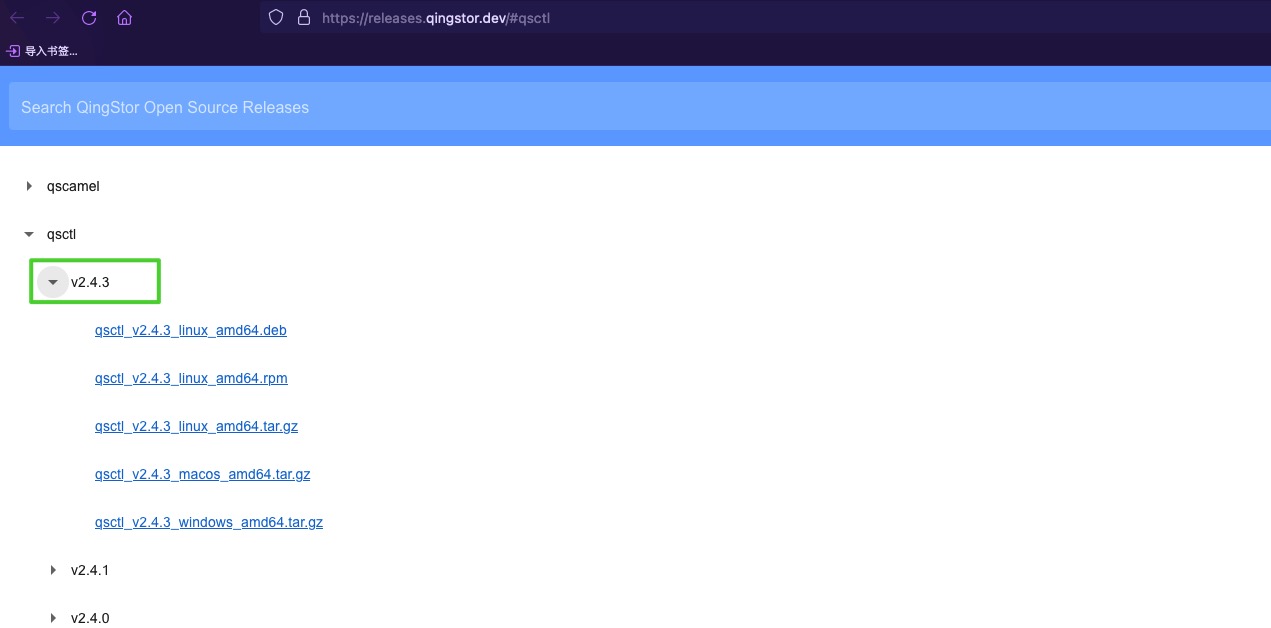 https://releases.qingstor.dev/#qsctl
导入书签...
Search QingStor Open Source Releases
qscamel
qsctl
v2.4.3
qsctl_v2.4.3_linux_amd64.deb
qsctl_v2.4.3_linux_amd64.rpm
qsctl_v2.4.3_linux_amd64.tar.gz
qsctl_v2.4.3_macos_amd64.tar.gz
qsctl_v2.4.3_windows_amd64.tar.gz
v2.4.1
v2.4.0